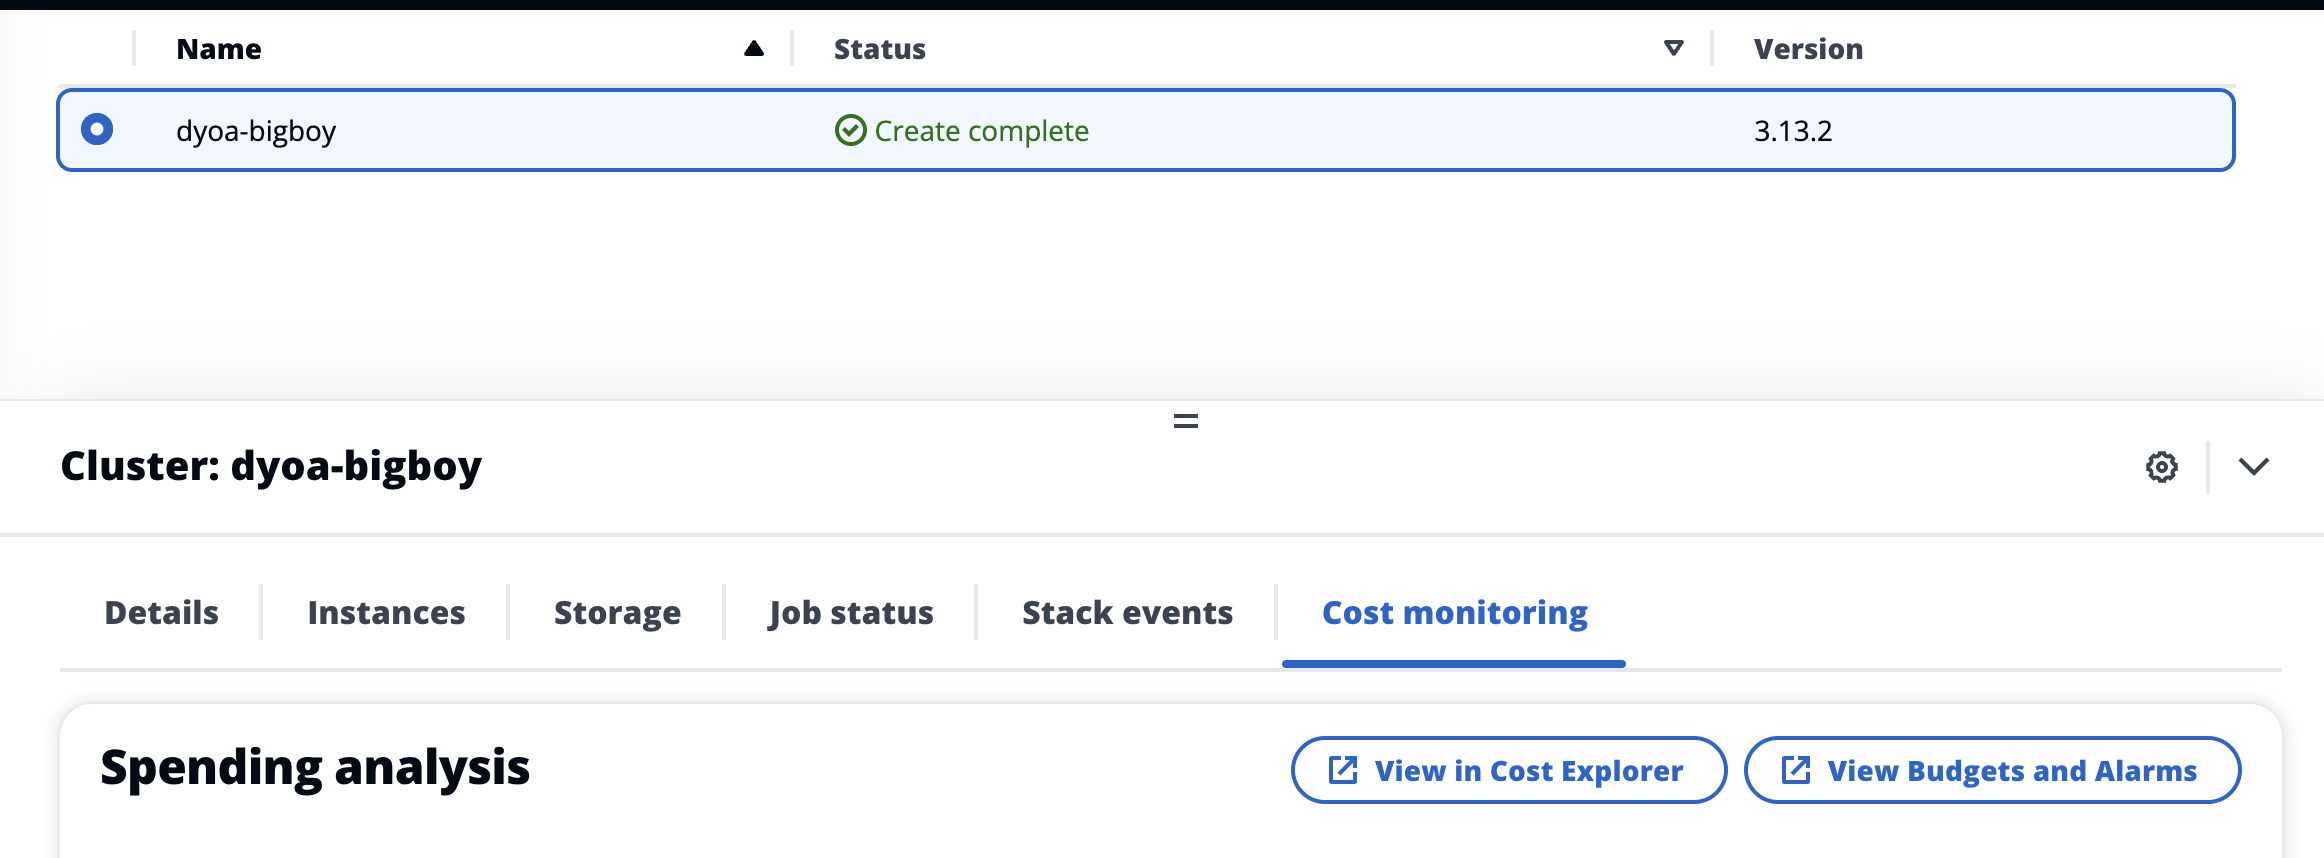 Name Status Version
dyoa-bigboy Create complete 3.13.2
Cluster: dyoa-bigboy
Details Instances Storage Job status Stack events Cost monitoring
Spending analysis View in Cost Explorer View Budgets and Alarms